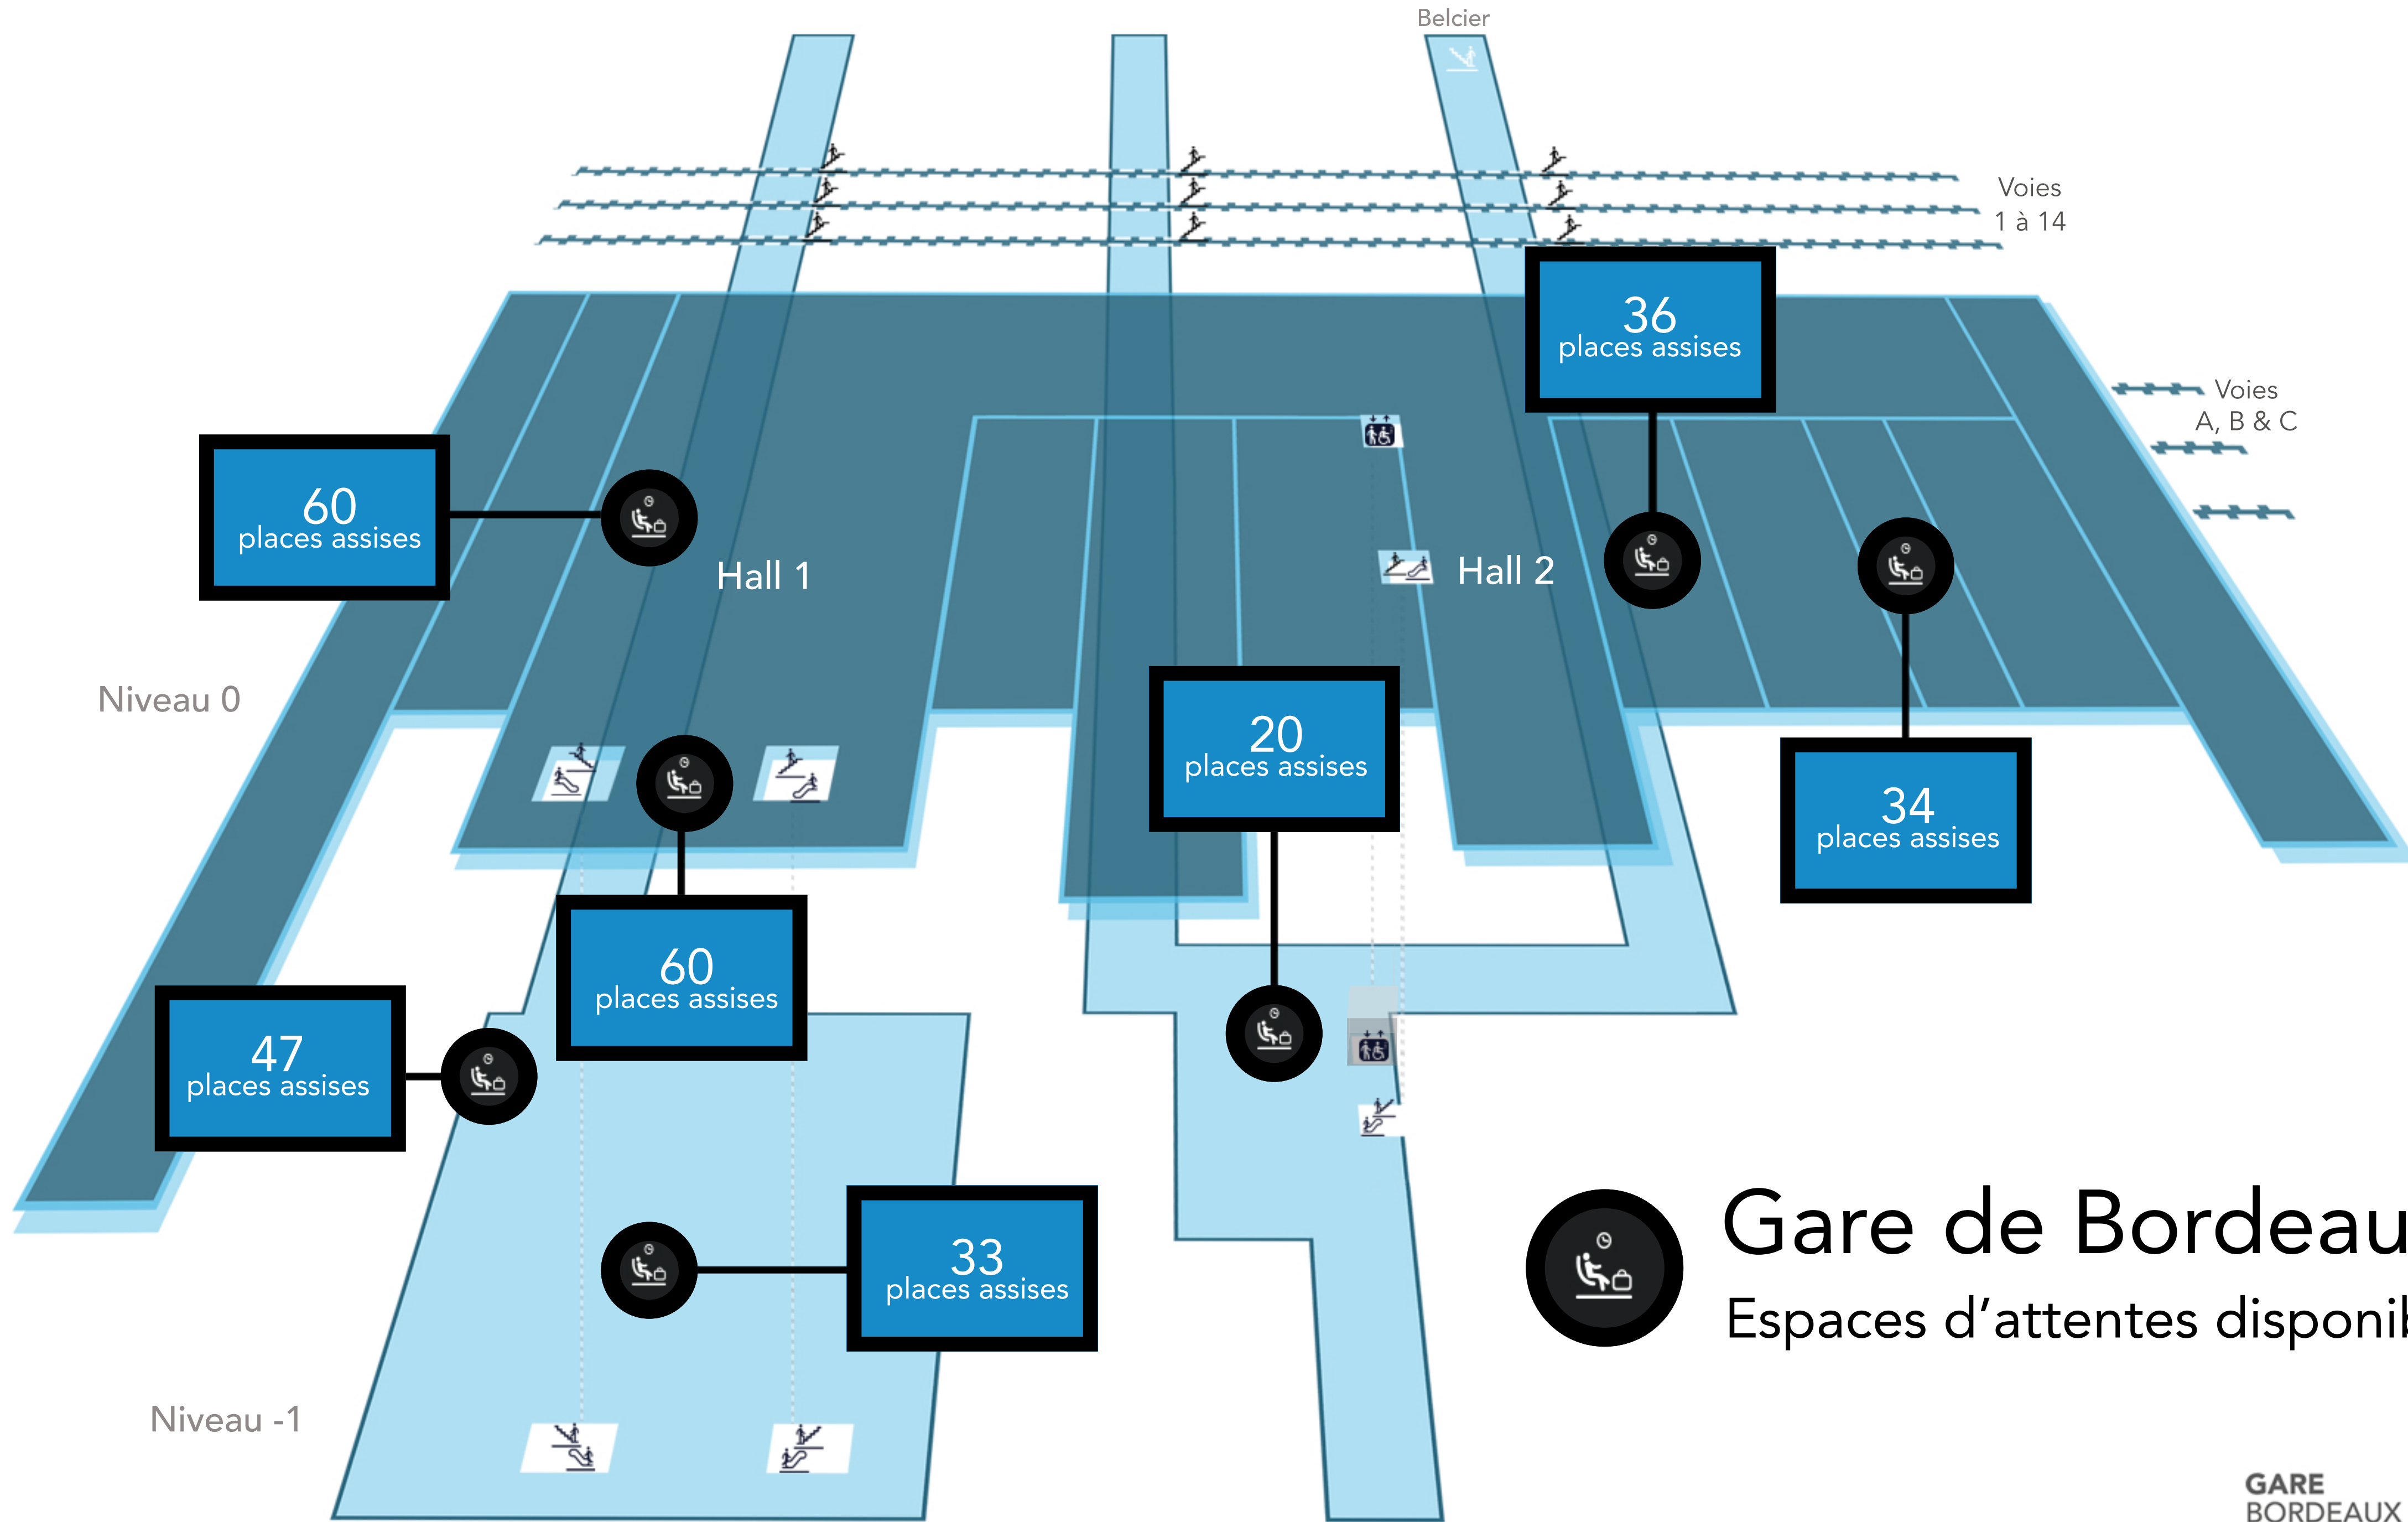 Belcier
Voies
1 à 14
36
places assises
Voies
A, B & C
60
places assises
Hall 1
Hall 2
Niveau 0
20
places assises
34
places assises
60
places assises
47
places assises
33
places assises
Gare de Bordeau
Espaces d’attentes
Niveau -1
GARE
BORDEAUX